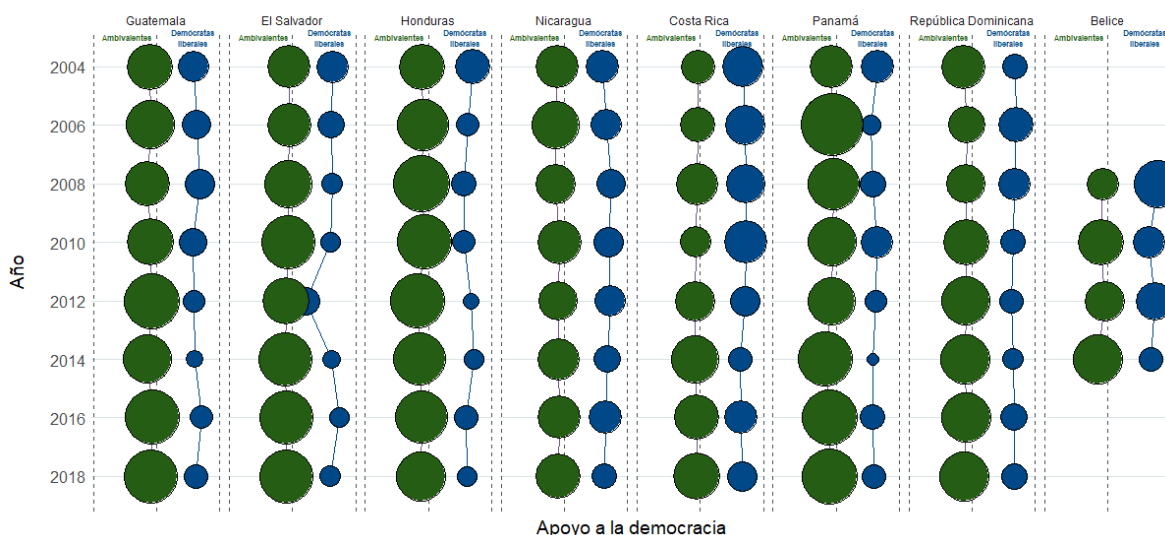 Guatemala El Salvador Honduras Nicaragua Costa Rica Panamá República Dominicana Belice
Ambivalentes Demócratas liberales Ambivalentes Demócratas liberales Ambivalentes Demócratas liberales Ambivalentes Demócratas liberales Ambivalentes Demócratas liberales Ambivalentes Demócratas liberales Ambivalentes Demócratas liberales Ambivalentes Demócratas liberales
2004
2006
2008
2010
2012
2014
2016
2018
Año
Apoyo a la democracia